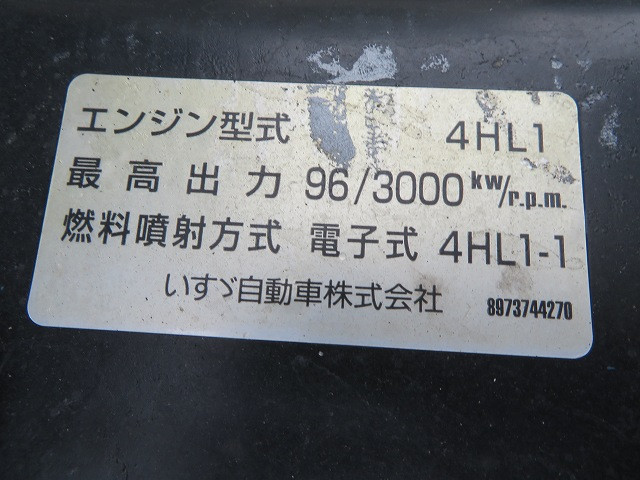 エンジン型式 4HL1
最高出力 96/3000 kw/r.p.m.
燃料噴射方式 電子式 4HL1-1
いすゞ自動車株式会社 8973744270